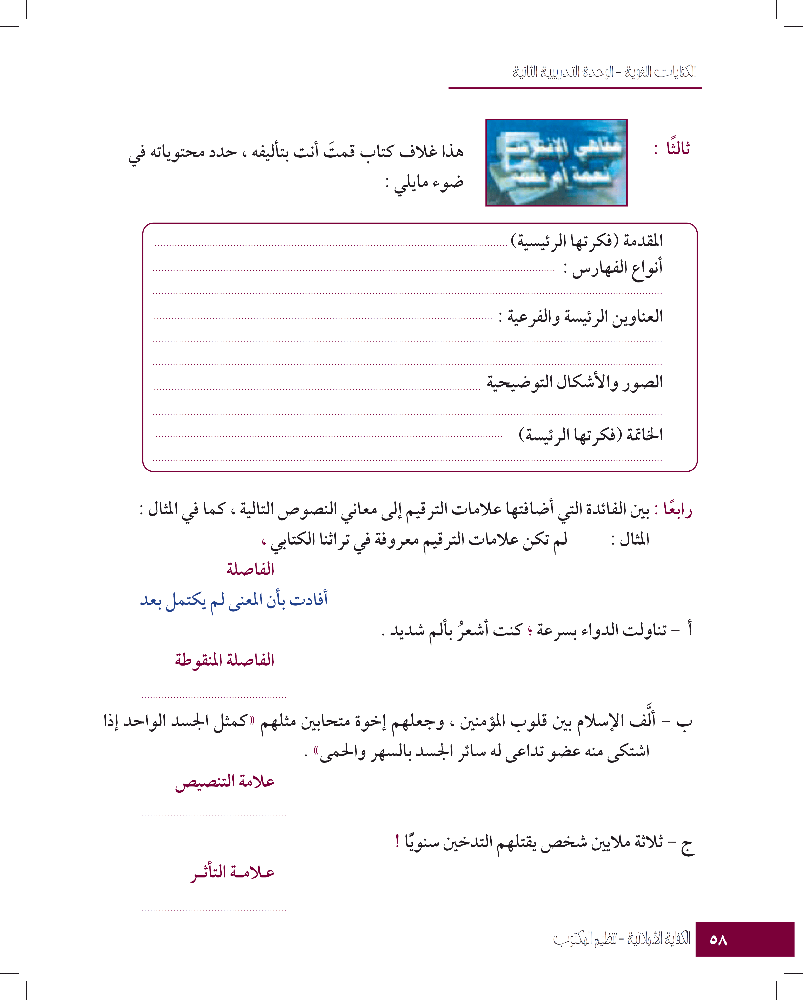 الكفايات اللغوية - الوحدة التدريبية الثانية
ثالثًا :
مقاهي الانترنت
نعمة أم نقمة
هذا غلاف كتاب قمتَ أنت بتأليفه ، حدد محتوياته في
ضوء مايلي :
المقدمة (فكرتها الرئيسية)
أنواع الفهارس :
العناوين الرئيسة والفرعية :
الصور والأشكال التوضيحية
الخاتمة (فكرتها الرئيسة)
رابعًا : بين الفائدة التي أضافتها علامات الترقيم إلى معاني النصوص التالية ، كما في المثال :
المثال : لم تكن علامات الترقيم معروفة في تراثنا الكتابي ،
الفاصلة
أفادت بأن المعنى لم يكتمل بعد
أ - تناولت الدواء بسرعة ؛ كنت أشعرُ بألم شديد .
الفاصلة المنقوطة
ب - ألَّف الإسلام بين قلوب المؤمنين ، وجعلهم إخوة متحابين مثلهم «كمثل الجسد الواحد إذا
اشتكى منه عضو تداعى له سائر الجسد بالسهر والحمى» .
علامة التنصيص
ج - ثلاثة ملايين شخص يقتلهم التدخين سنويًّا !
عـلامـة التأثـر
الكفاية الأملائية - تنظيم المكتوب
٥٨